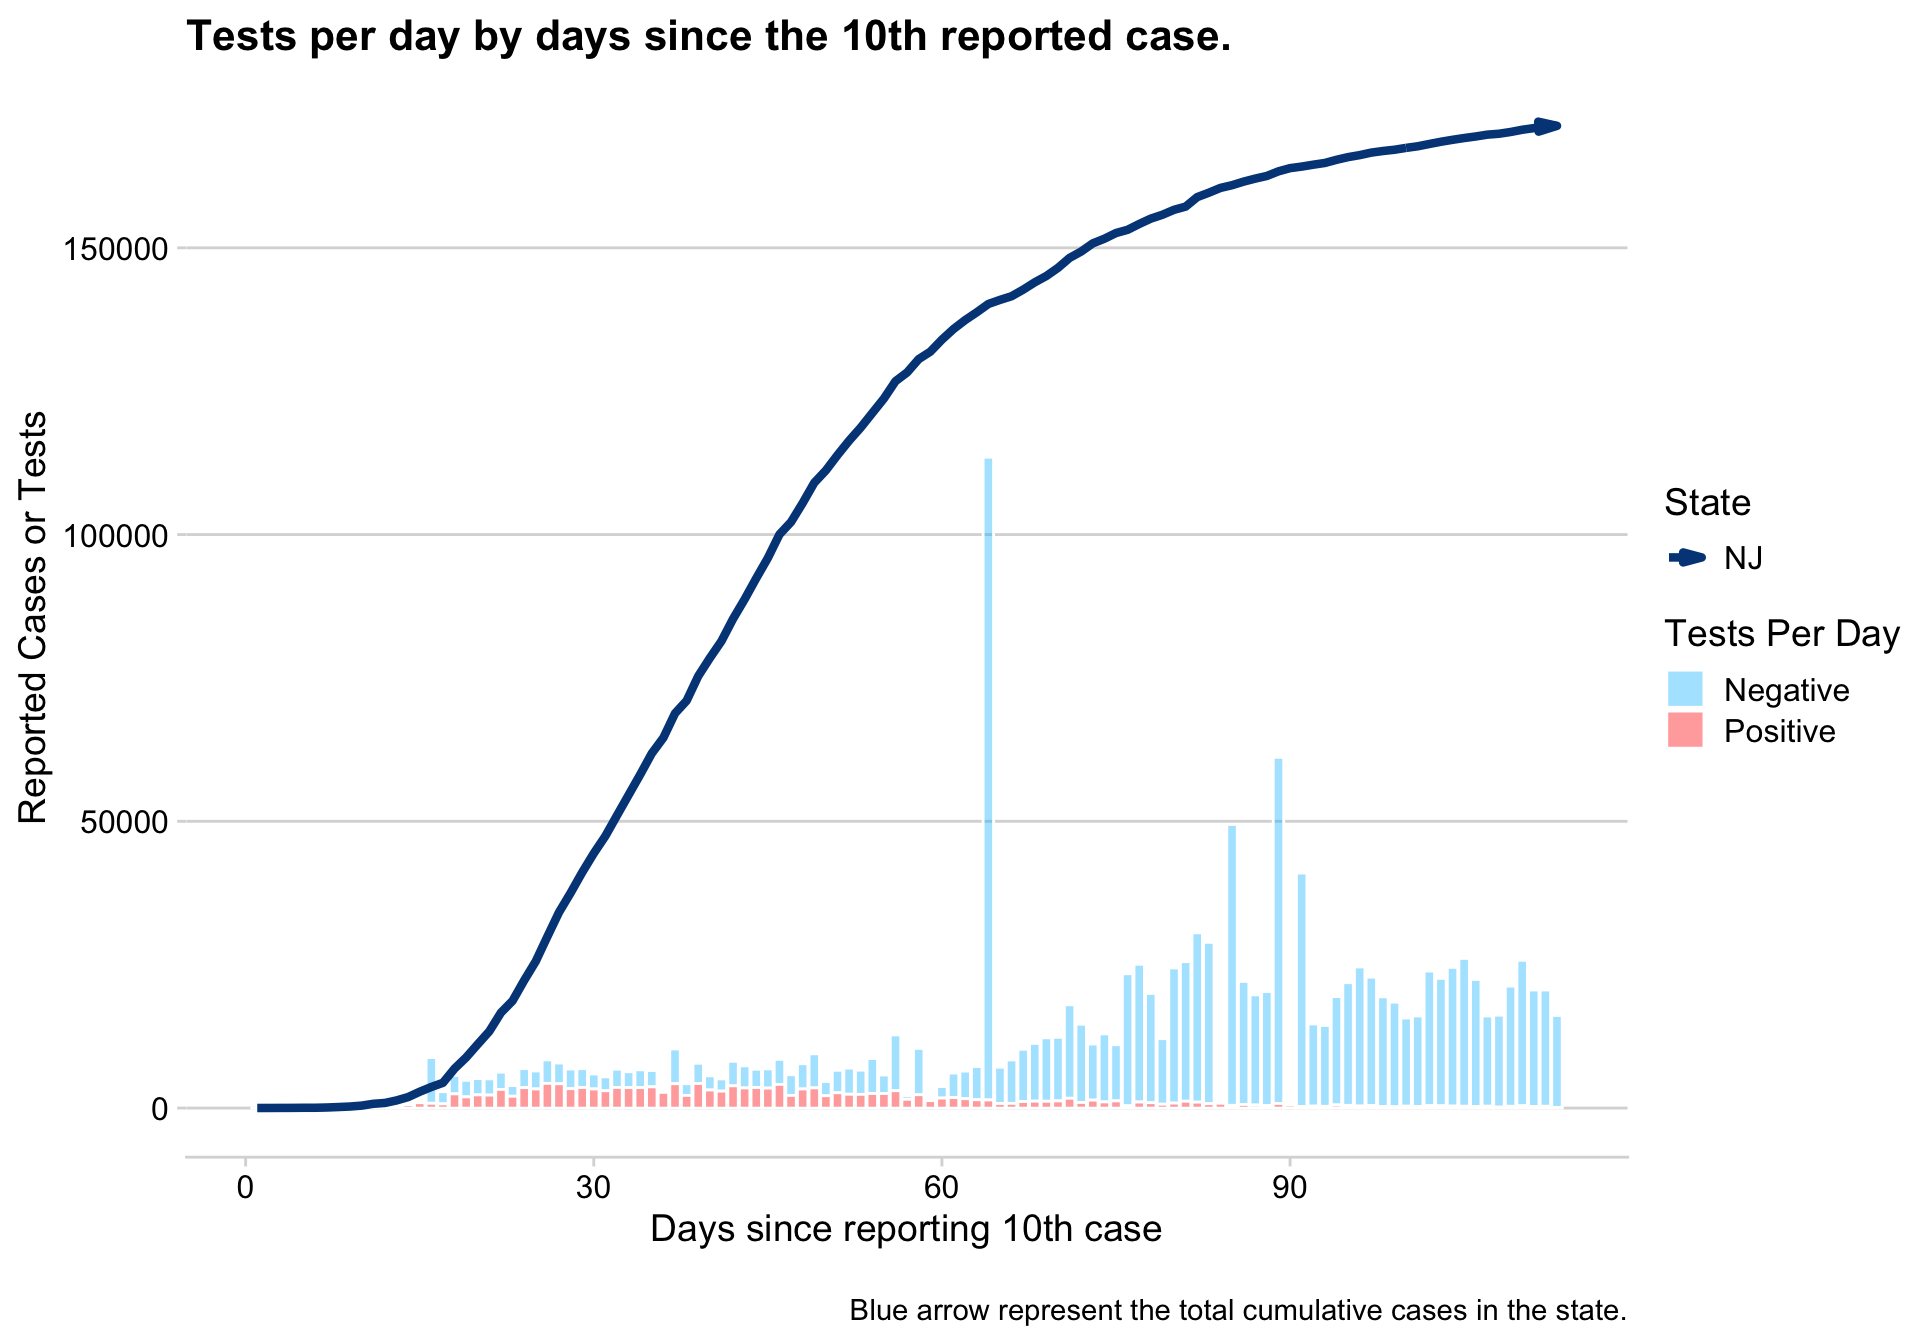 Tests per day by days since the 10th reported case.
Reported Cases or Tests
150000
100000
50000
0
0 30 60 90
Days since reporting 10th case
State
NJ
Tests Per Day
Negative
Positive
Blue arrow represent the total cumulative cases in the state.